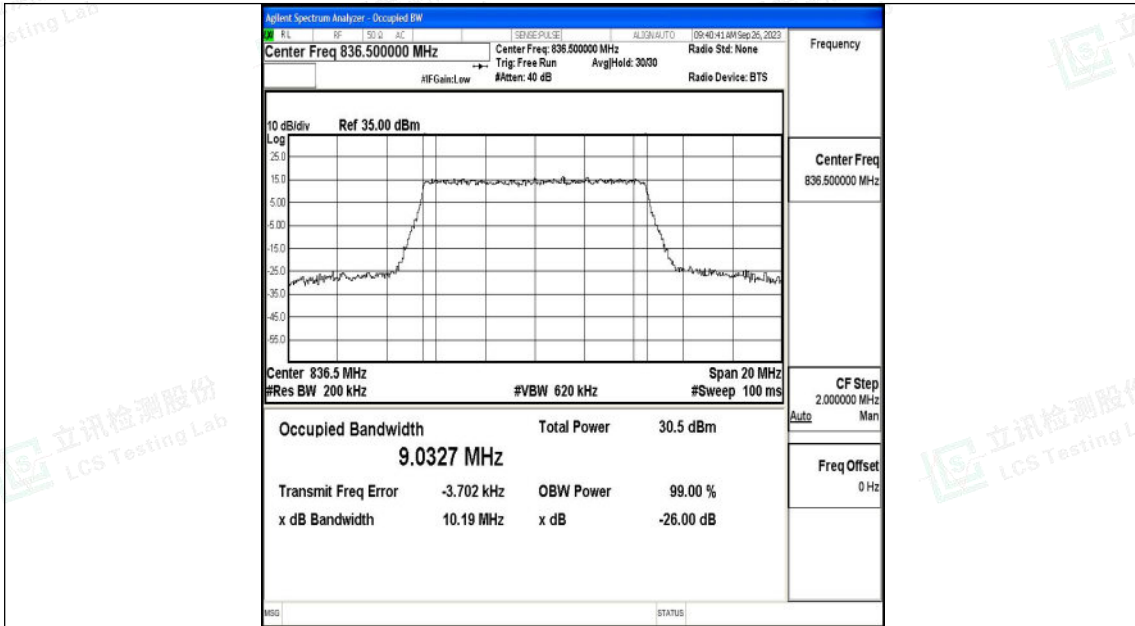 Agilent Spectrum Analyzer - Occupied BW
RL RF 50 Ω AC SENSE:PULSE ALIGNAUTO 09:40:41 AM Sep 26, 2023
Center Freq 836.500000 MHz
Center Freq: 836.500000 MHz
Radio Std: None
Trig: Free Run
Avg|Hold: 30/30
#IFGain:Low
#Atten: 40 dB
Radio Device: BTS
10 dB/div
Ref 35.00 dBm
Log
25.0
15.0
5.00
-5.00
-15.0
-25.0
-35.0
-45.0
-55.0
Center 836.5 MHz
Span 20 MHz
#Res BW 200 kHz
#VBW 620 kHz
#Sweep 100 ms
Occupied Bandwidth
Total Power
30.5 dBm
9.0327 MHz
Transmit Freq Error
-3.702 kHz
OBW Power
99.00 %
x dB Bandwidth
10.19 MHz
x dB
-26.00 dB
MSG
STATUS
Frequency
Center Freq
836.500000 MHz
CF Step
2.000000 MHz
Auto Man
Freq Offset
0 Hz
立讯检测股份
LCS Testing Lab
立讯检测股份
LCS Testing L
sting Lab